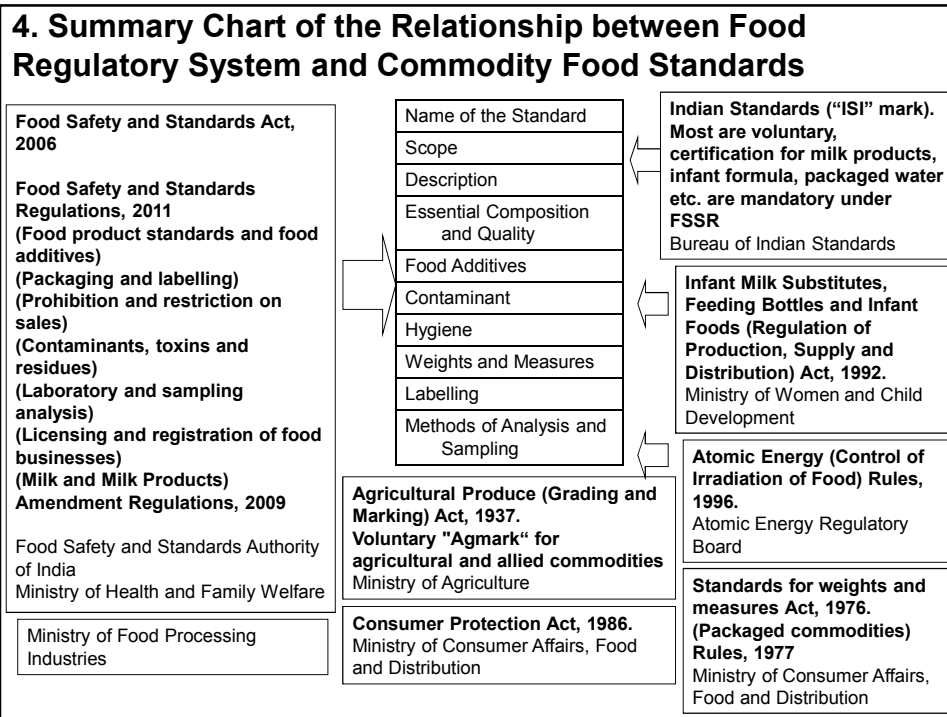 4. Summary Chart of the Relationship between Food
Regulatory System and Commodity Food Standards
Food Safety and Standards Act,
2006
Food Safety and Standards
Regulations, 2011
(Food product standards and food
additives)
(Packaging and labelling)
(Prohibition and restriction on
sales)
(Contaminants, toxins and
residues)
(Laboratory and sampling
analysis)
(Licensing and registration of food
businesses)
(Milk and Milk Products)
Amendment Regulations, 2009
Food Safety and Standards Authority
of India
Ministry of Health and Family Welfare
Ministry of Food Processing
Industries
Name of the Standard
Scope
Description
Essential Composition
and Quality
Food Additives
Contaminant
Hygiene
Weights and Measures
Labelling
Methods of Analysis and
Sampling
Agricultural Produce (Grading and
Marking) Act, 1937.
Voluntary "Agmark“ for
agricultural and allied commodities
Ministry of Agriculture
Consumer Protection Act, 1986.
Ministry of Consumer Affairs, Food
and Distribution
Indian Standards (“ISI” mark).
Most are voluntary,
certification for milk products,
infant formula, packaged water
etc. are mandatory under
FSSR
Bureau of Indian Standards
Infant Milk Substitutes,
Feeding Bottles and Infant
Foods (Regulation of
Production, Supply and
Distribution) Act, 1992.
Ministry of Women and Child
Development
Atomic Energy (Control of
Irradiation of Food) Rules,
1996.
Atomic Energy Regulatory
Board
Standards for weights and
measures Act, 1976.
(Packaged commodities)
Rules, 1977
Ministry of Consumer Affairs,
Food and Distribution